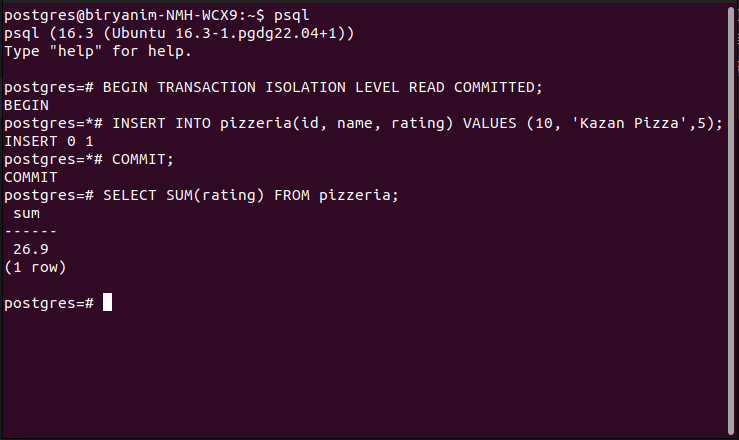 postgres@biryanim-NMH-WCX9:~$ psql
psql (16.3 (Ubuntu 16.3-1.pgdg22.04+1))
Type "help" for help.
postgres=# BEGIN TRANSACTION ISOLATION LEVEL READ COMMITTED;
BEGIN
postgres=*# INSERT INTO pizzeria(id, name, rating) VALUES (10, 'Kazan Pizza',5);
INSERT 0 1
postgres=*# COMMIT;
COMMIT
postgres=# SELECT SUM(rating) FROM pizzeria;
sum
------
26.9
(1 row)
postgres=#